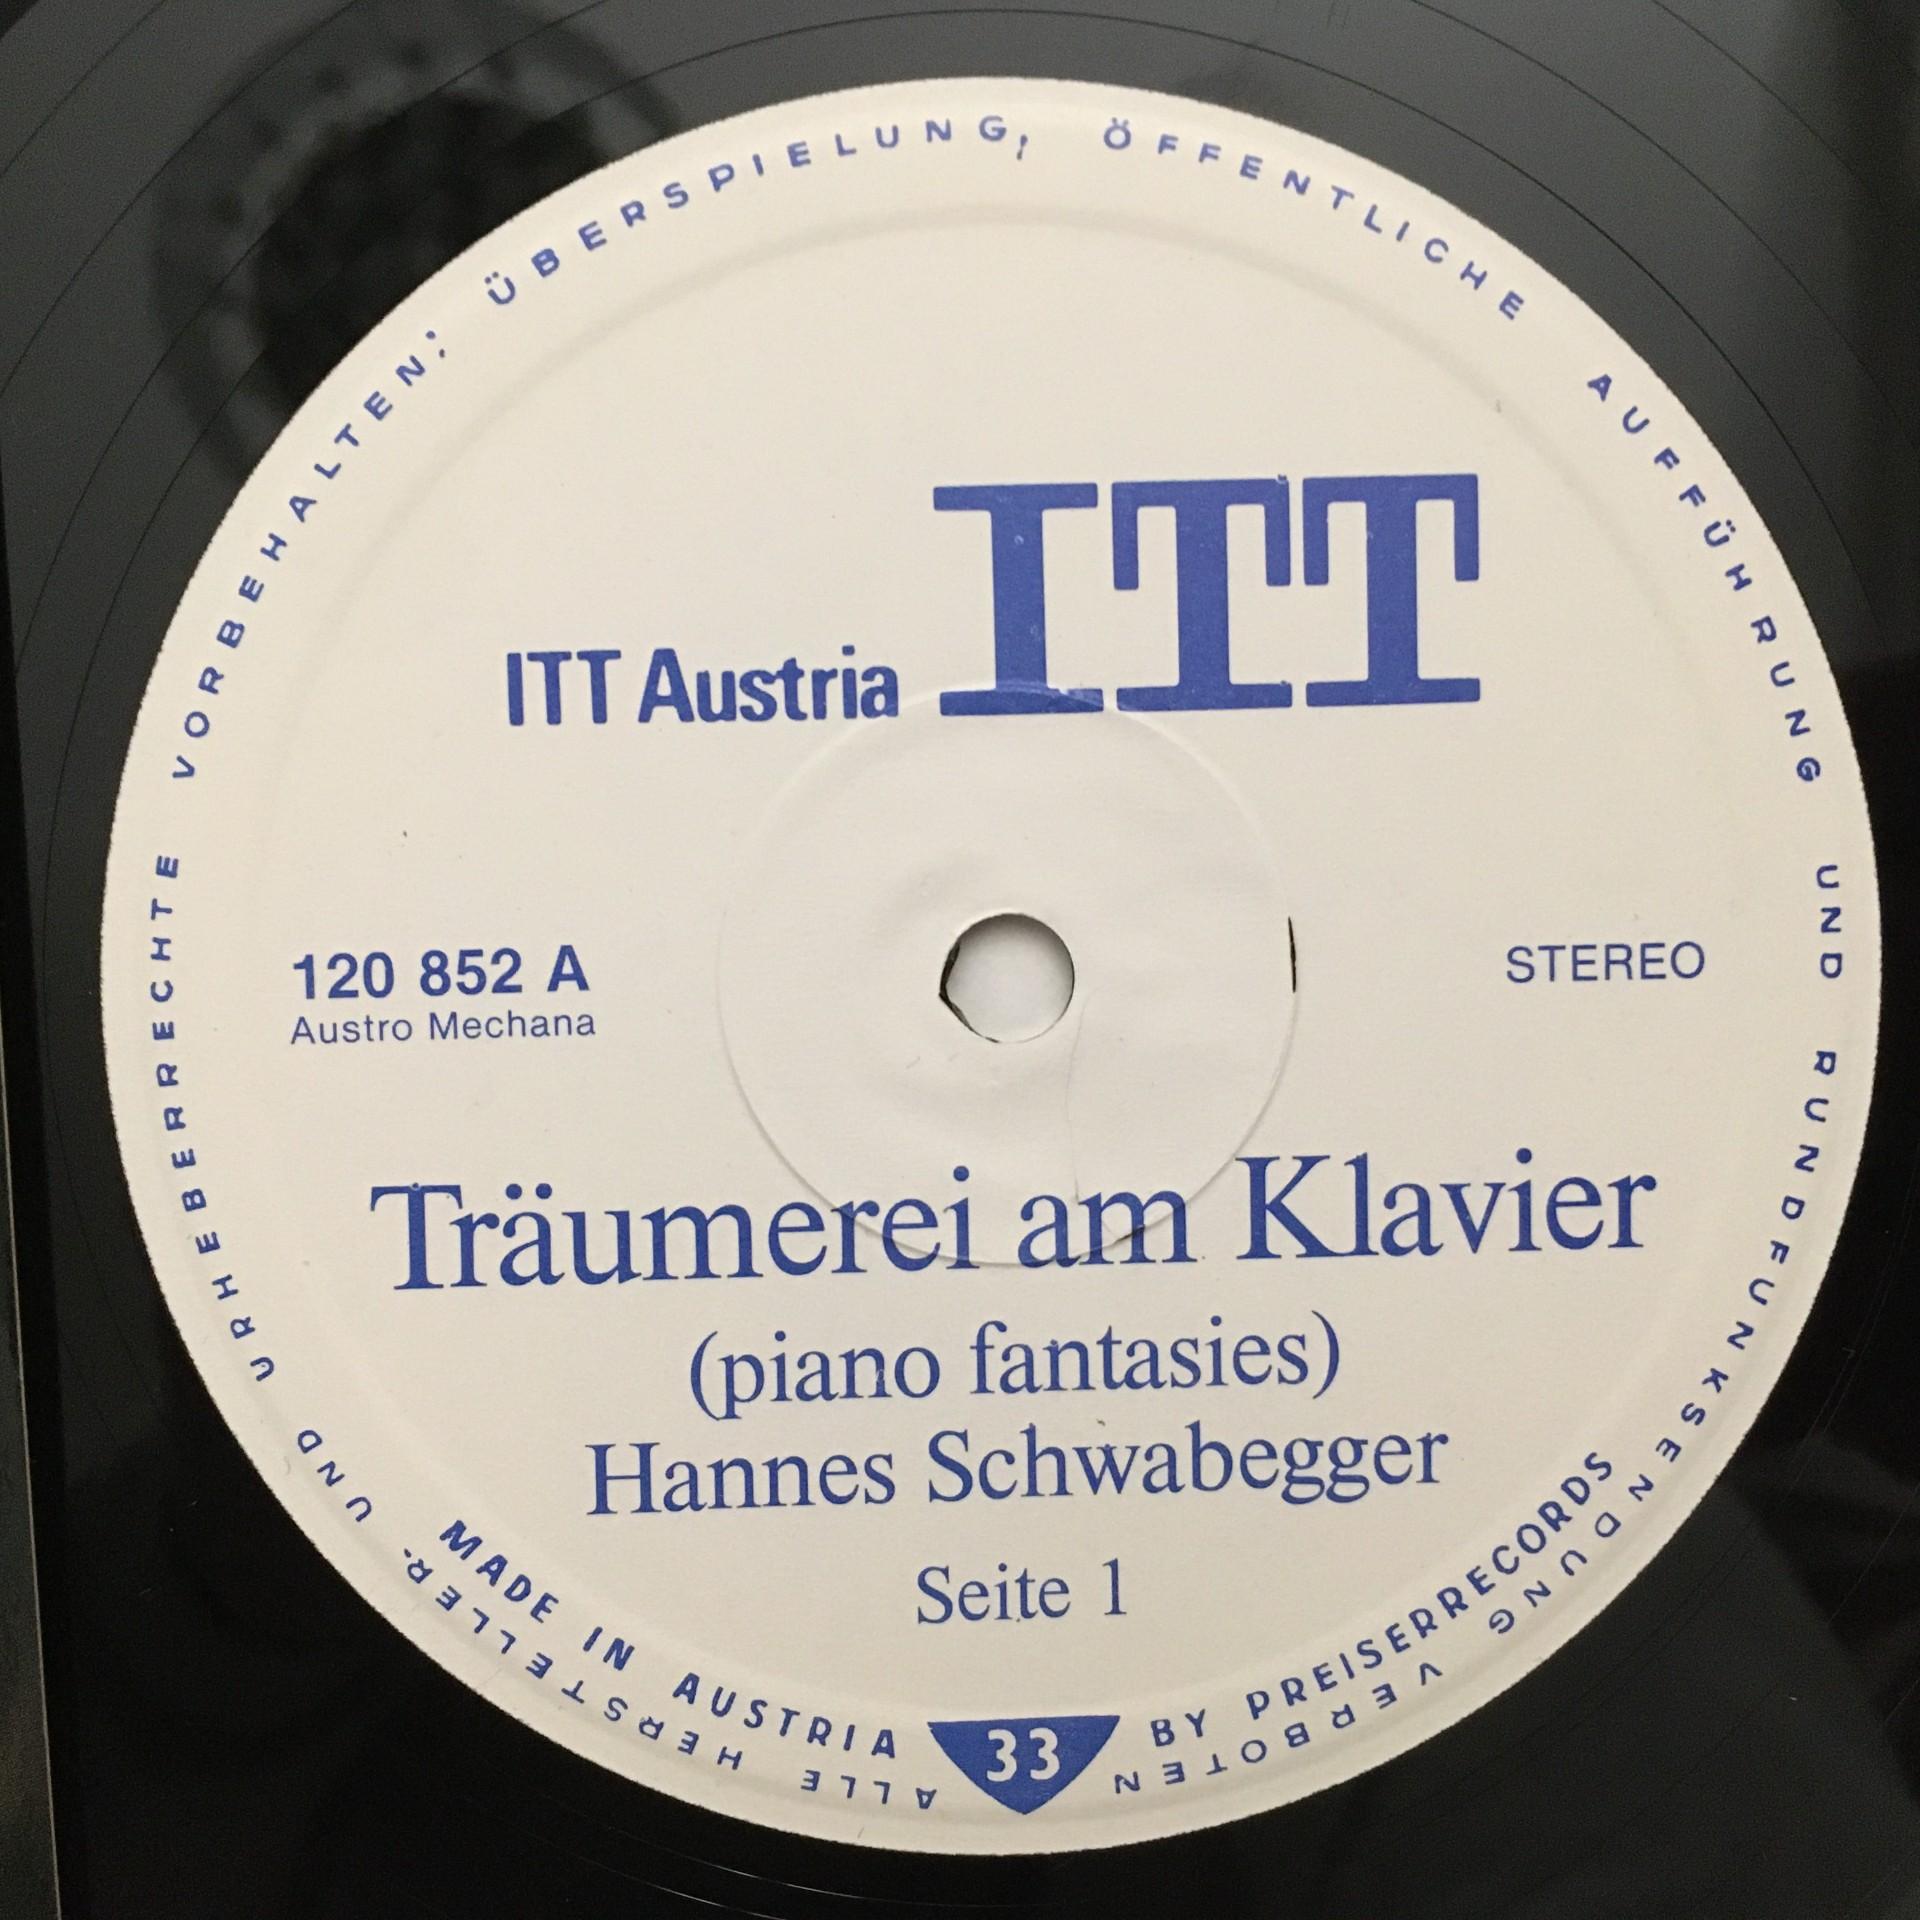 ALLE HERSTELLER- UND URHEBERRECHTE VORBEHALTEN: ÜBERSPIELUNG, ÖFFENTLICHE AUFFÜHRUNG UND RUNDFUNKSENDUNG VERBOTEN
ITT
ITT Austria
120 852 A
Austro Mechana
STEREO
Träumerei am Klavier
(piano fantasies)
Hannes Schwabegger
Seite 1
MADE IN AUSTRIA
33
BY PREISERRECORDS